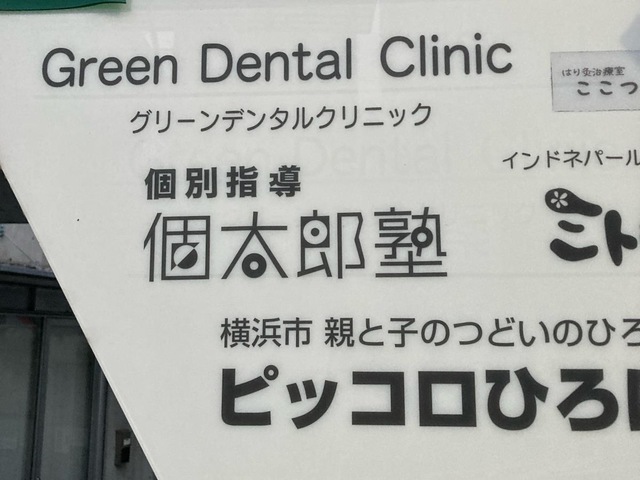 Green Dental Clinic
グリーンデンタルクリニック
はり灸治療室
ここつ
個別指導
個太郎塾
インドネパール
ミト
横浜市 親と子のつどいのひろ
ピッコロひろ